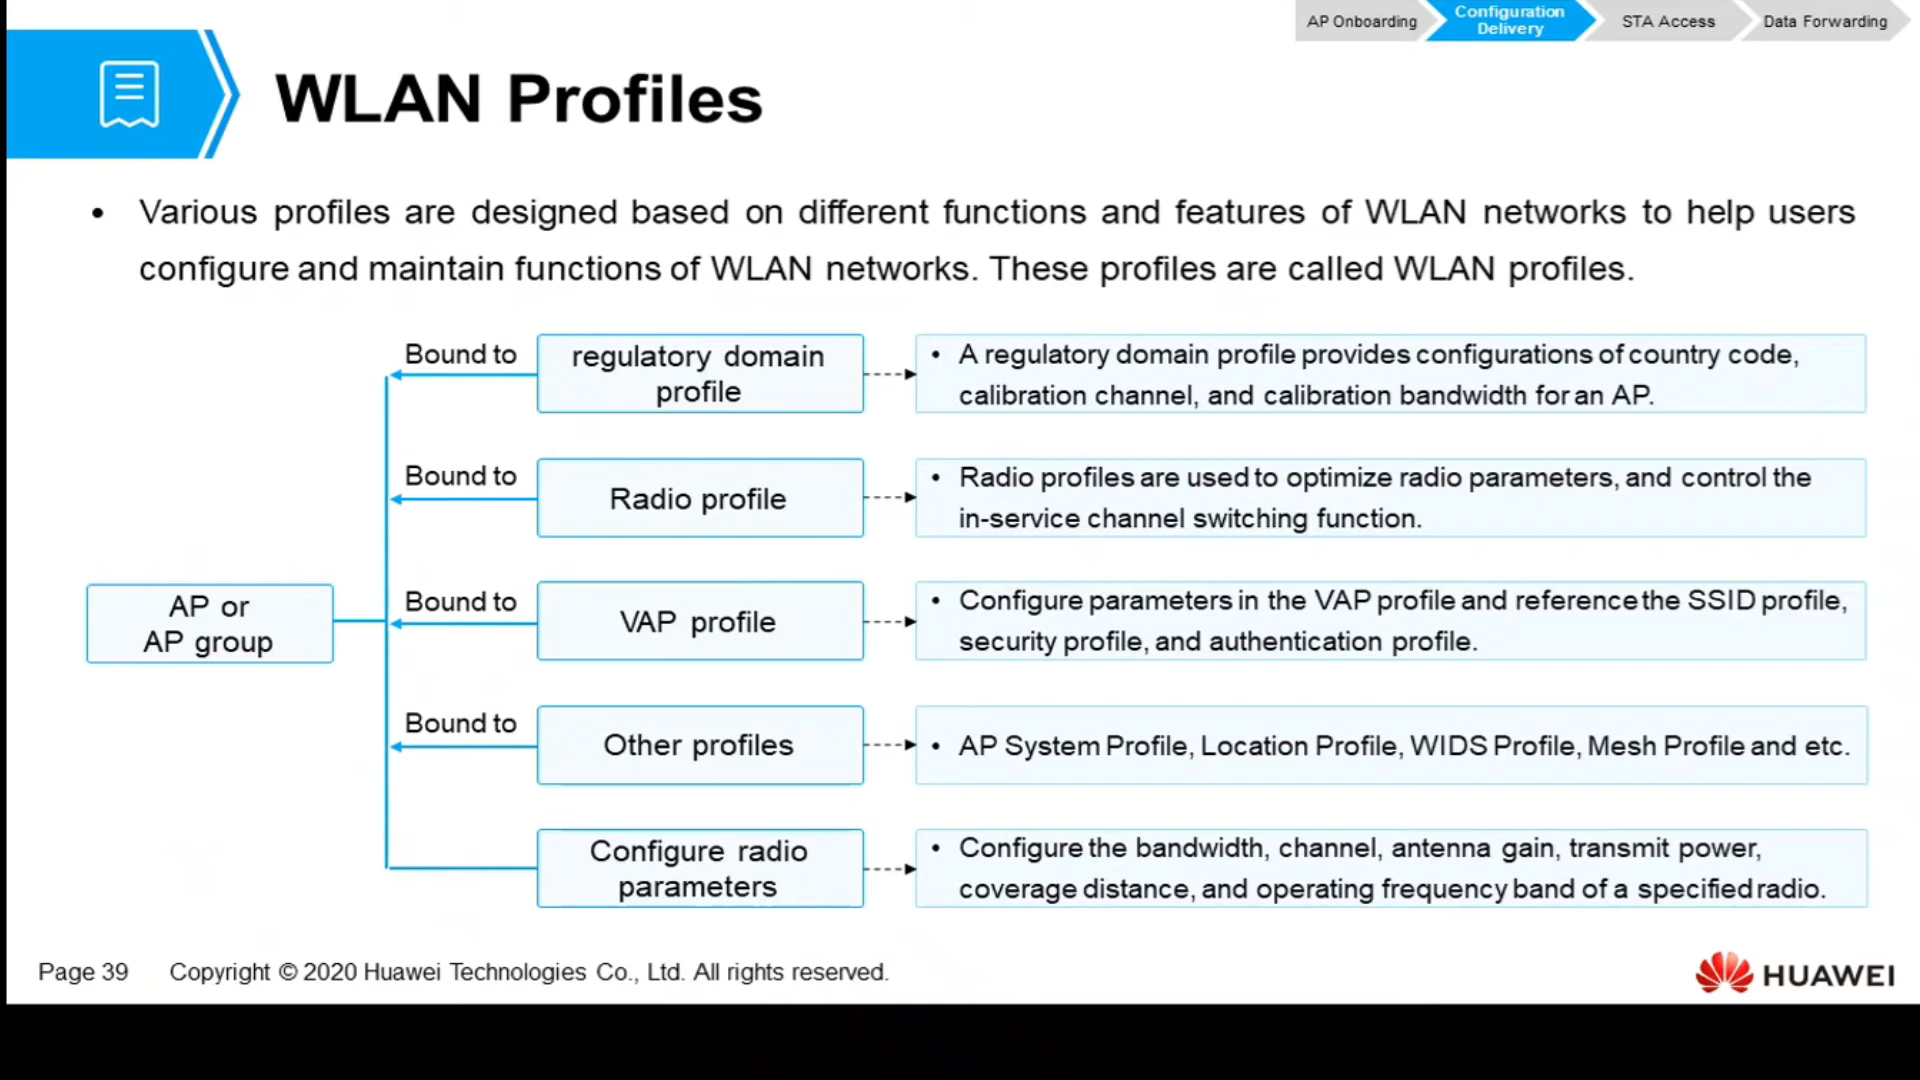 AP Onboarding
Configuration
Delivery
STA Access
Data Forwarding
WLAN Profiles
• Various profiles are designed based on different functions and features of WLAN networks to help users
configure and maintain functions of WLAN networks. These profiles are called WLAN profiles.
Bound to
regulatory domain
profile
• A regulatory domain profile provides configurations of country code,
calibration channel, and calibration bandwidth for an AP.
Bound to
Radio profile
• Radio profiles are used to optimize radio parameters, and control the
in-service channel switching function.
AP or
AP group
Bound to
VAP profile
• Configure parameters in the VAP profile and reference the SSID profile,
security profile, and authentication profile.
Bound to
Other profiles
• AP System Profile, Location Profile, WIDS Profile, Mesh Profile and etc.
Configure radio
parameters
• Configure the bandwidth, channel, antenna gain, transmit power,
coverage distance, and operating frequency band of a specified radio.
Page 39
Copyright © 2020 Huawei Technologies Co., Ltd. All rights reserved.
HUAWEI